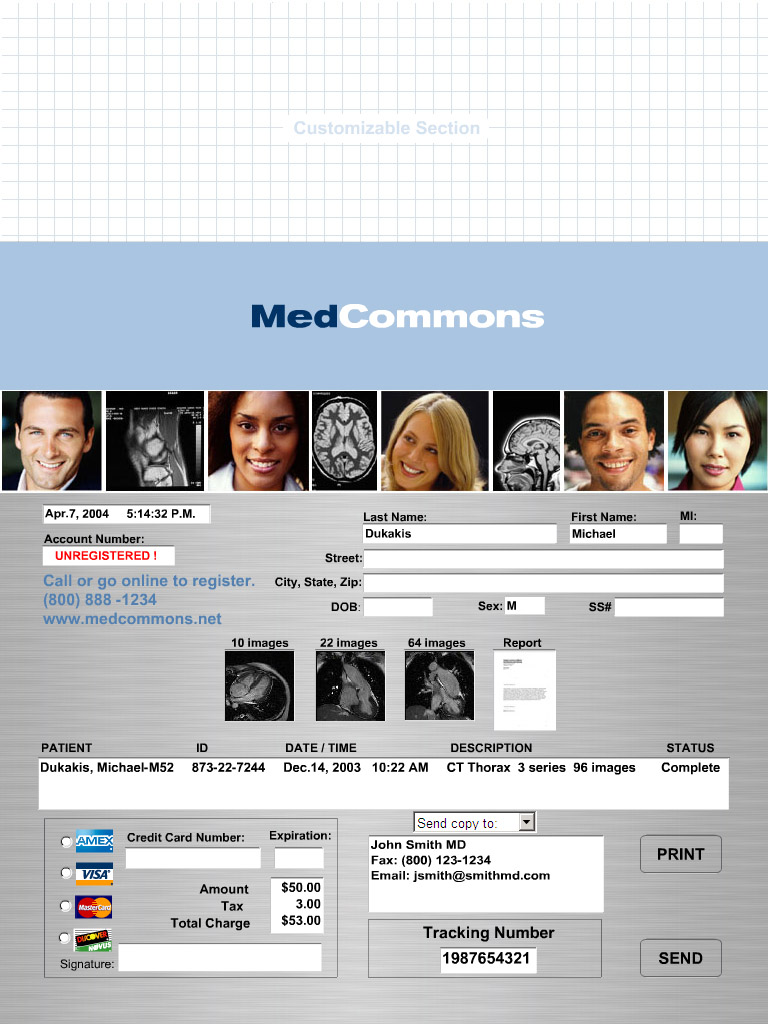 Customizable Section
MedCommons
Apr.7, 2004 5:14:32 P.M.
Last Name: First Name: MI:
Dukakis Michael
Account Number:
UNREGISTERED !
Street:
Call or go online to register.
City, State, Zip:
(800) 888 -1234
DOB: Sex: M SS#
www.medcommons.net
10 images 22 images 64 images Report
PATIENT ID DATE / TIME DESCRIPTION STATUS
Dukakis, Michael-M52 873-22-7244 Dec.14, 2003 10:22 AM CT Thorax 3 series 96 images Complete
Send copy to:
AMEX
Credit Card Number: Expiration:
John Smith MD
Fax: (800) 123-1234
Email: jsmith@smithmd.com
PRINT
VISA
Amount $50.00
MasterCard
Tax 3.00
Total Charge $53.00
DISCOVER
NOVUS
Signature:
Tracking Number
1987654321
SEND